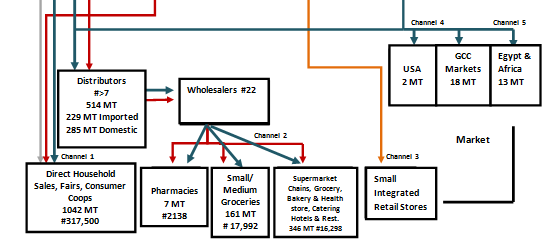 Channel 4
Channel 5
USA
2 MT
GCC
Markets
18 MT
Egypt &
Africa
13 MT
Distributors
#>7
514 MT
229 MT Imported
285 MT Domestic
Wholesalers #22
Channel 2
Market
Channel 1
Channel 3
Direct Household
Sales, Fairs, Consumer
Coops
1042 MT
#317,500
Pharmacies
7 MT
#2138
Small/
Medium
Groceries
161 MT
# 17,992
Supermarket
Chains, Grocery,
Bakery & Health
store, Catering
Hotels & Rest.
346 MT #16,298
Small
Integrated
Retail Stores